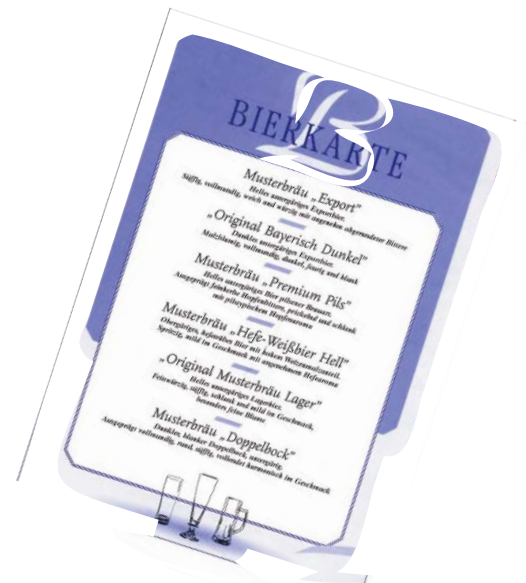 BIERKARTE
Musterbräu „Export"
Helles untergäriges Exportbier.
Süffig, vollmundig, weich und würzig mit angenehm abgerundeter Bittere
„Original Bayerisch Dunkel"
Dunkles untergäriges Exportbier.
Malzblumig, vollmundig, dunkel, feurig und blank
Musterbräu „Premium Pils"
Helles untergäriges Bier pilsener Brauart.
Ausgeprägt feinherbe Hopfenbittere, prickelnd und schlank
mit piltypischem Hopfenaroma
Musterbräu „Hefe-Weißbier Hell"
Obergäriges, hefetrübes Bier mit hohem Weizenmalzanteil.
Spritzig, mild im Geschmack mit angenehmem Hefearoma
„Original Musterbräu Lager"
Helles untergäriges Lagerbier.
Feinwürzig, süffig, schlank und mild im Geschmack,
besonders feine Blume
Musterbräu „Doppelbock"
Dunkler, blanker Doppelbock, untergärig.
Ausgeprägt vollmundig, rund, süffig, vollendet harmonisch im Geschmack